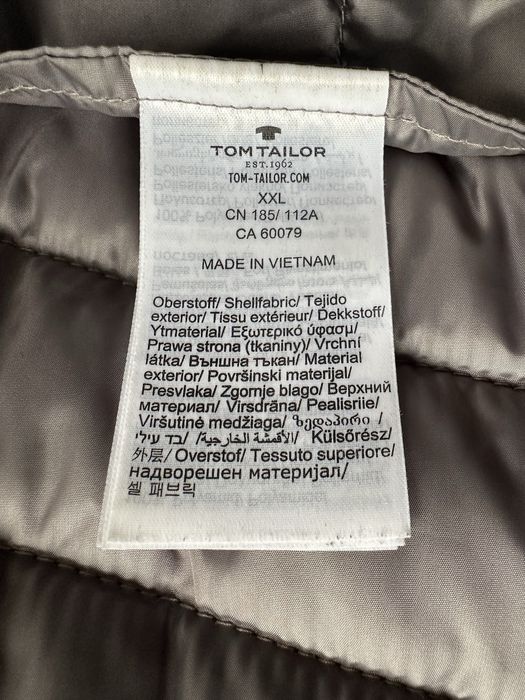 TOM TAILOR
EST. 1962
TOM-TAILOR.COM
XXL
CN 185/ 112A
CA 60079
MADE IN VIETNAM
Oberstoff/ Shellfabric/ Tejido
exterior/ Tissu extérieur/ Dekkstoff/
Ytmaterial/ Εξωτερικό ύφασμ/
Prawa strona (tkaniny)/ Vrchní
látka/ Външна тъкан/ Material
exterior/ Površinski materijal/
Presvlaka/ Zgornje blago/ Верхний
материал/ Virsdrāna/ Pealisriie/
Viršutinė medžiaga/ ზედაპირი /
בד עילי/ الأقمشة الخارجية/ Külsőrész/
外层/ Overstof/ Tessuto superiore/
надворешен материјал/
셀 패브릭